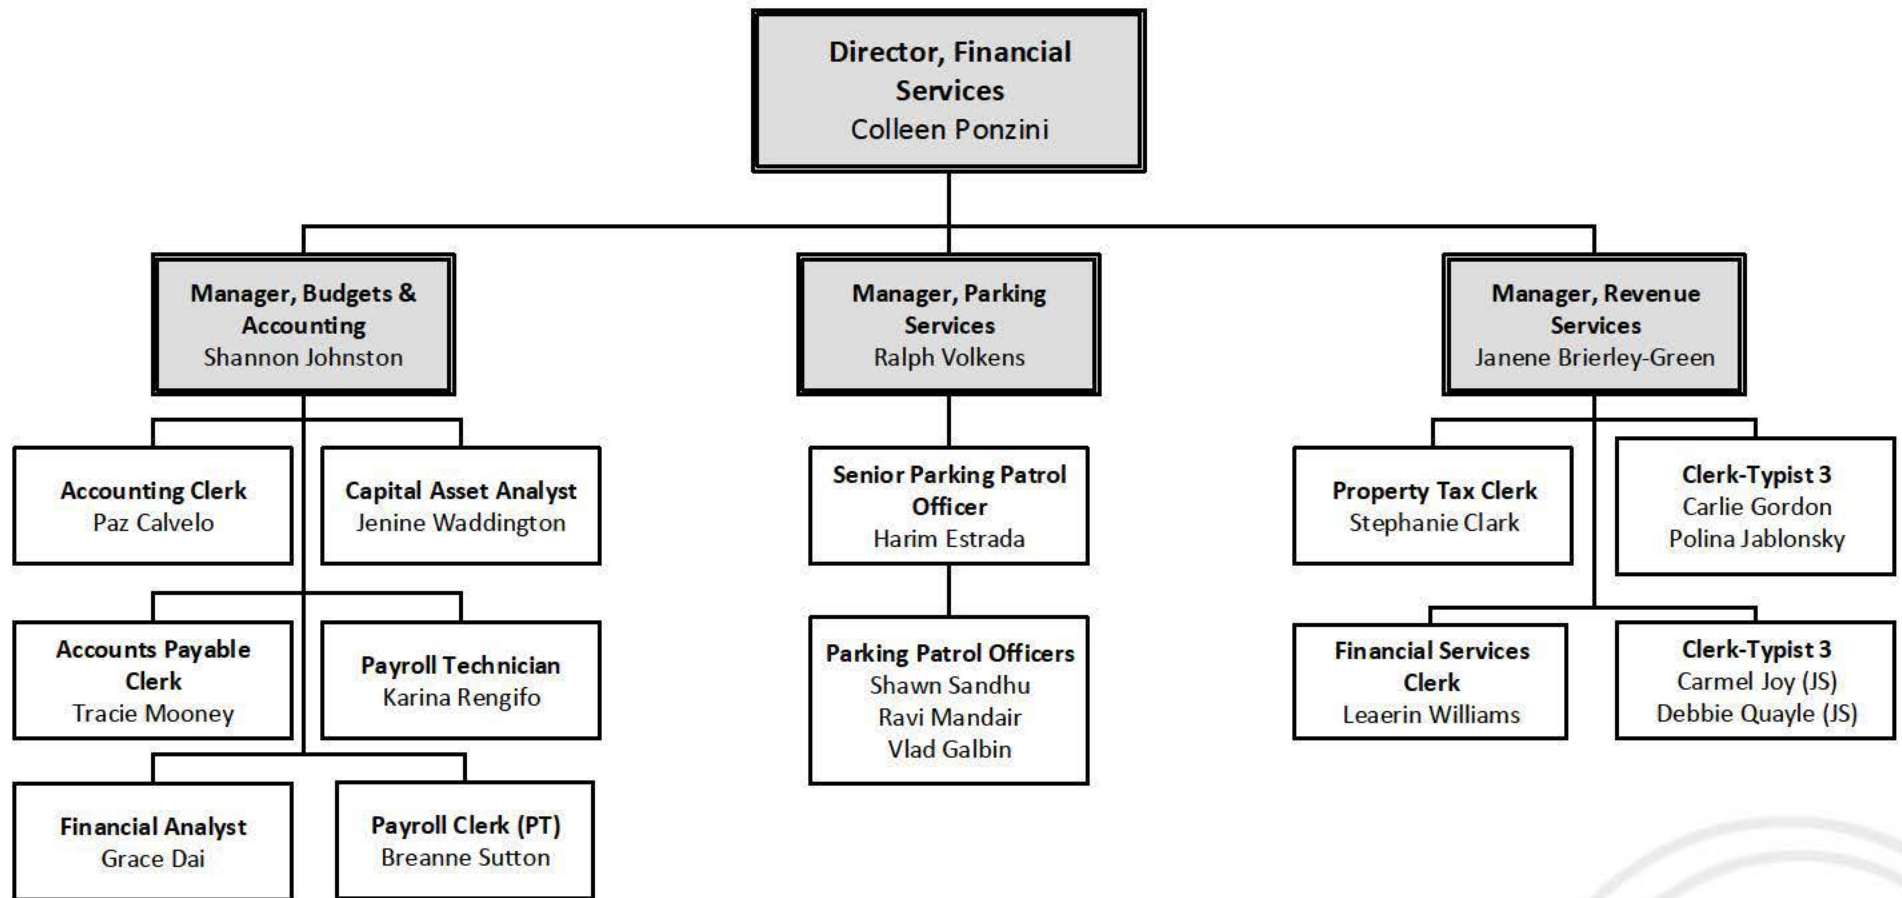 Director, Financial
Services
Colleen Ponzini
Manager, Budgets &
Accounting
Shannon Johnston
Manager, Parking
Services
Ralph Volkens
Manager, Revenue
Services
Janene Brierley-Green
Accounting Clerk
Paz Calvelo
Capital Asset Analyst
Jenine Waddington
Senior Parking Patrol
Officer
Harim Estrada
Property Tax Clerk
Stephanie Clark
Clerk-Typist 3
Carlie Gordon
Polina Jablonsky
Accounts Payable
Clerk
Tracie Mooney
Payroll Technician
Karina Rengifo
Parking Patrol Officers
Shawn Sandhu
Ravi Mandair
Vlad Galbin
Financial Services
Clerk
Leaerin Williams
Clerk-Typist 3
Carmel Joy (JS)
Debbie Quayle (JS)
Financial Analyst
Grace Dai
Payroll Clerk (PT)
Breanne Sutton